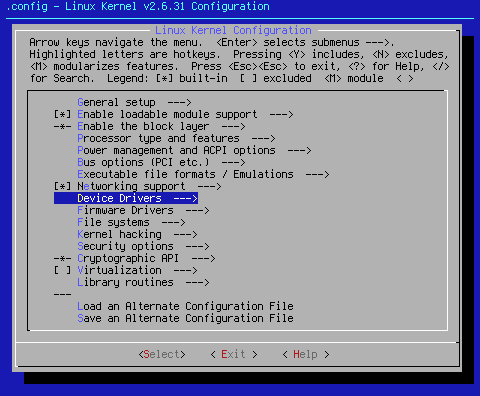 .config - Linux Kernel v2.6.31 Configuration
Linux Kernel Configuration
Arrow keys navigate the menu. <Enter> selects submenus --->.
Highlighted letters are hotkeys. Pressing <Y> includes, <N> excludes,
<M> modularizes features. Press <Esc><Esc> to exit, <?> for Help, </>
for Search. Legend: [*] built-in [ ] excluded <M> module < >
General setup --->
[*] Enable loadable module support --->
-*- Enable the block layer --->
Processor type and features --->
Power management and ACPI options --->
Bus options (PCI etc.) --->
Executable file formats / Emulations --->
[*] Networking support --->
Device Drivers --->
Firmware Drivers --->
File systems --->
Kernel hacking --->
Security options --->
-*- Cryptographic API --->
[ ] Virtualization --->
Library routines --->
---
Load an Alternate Configuration File
Save an Alternate Configuration File
<Select> < Exit > < Help >